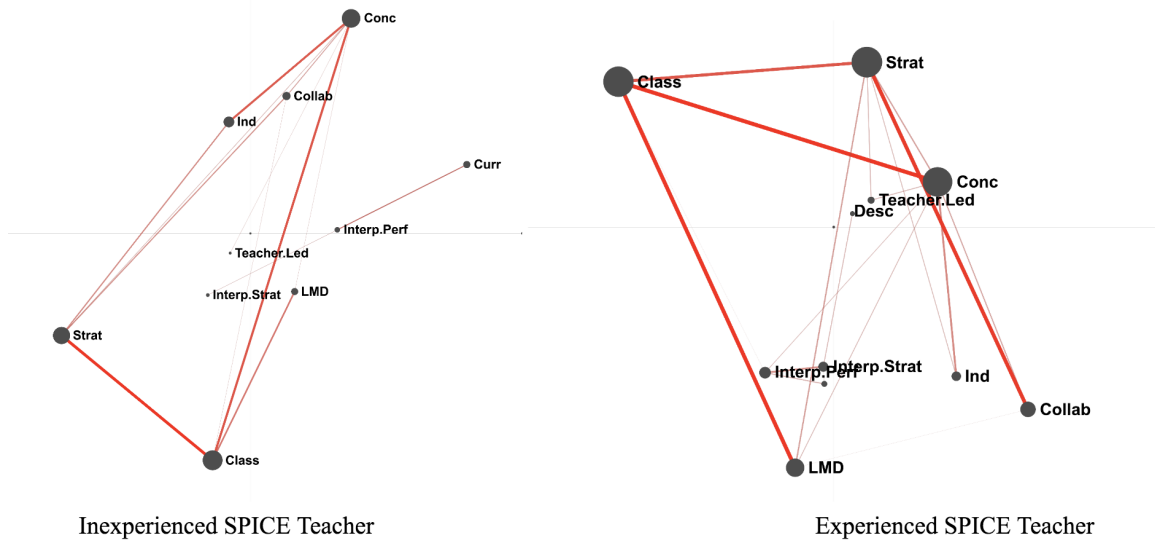 Conc
Collab
Ind
Curr
Interp.Perf
Teacher.Led
Interp.Strat
LMD
Strat
Class
Inexperienced SPICE Teacher
Strat
Class
Conc
Teacher.Led
Desc
Interp.Strat
Interp.Perf
Ind
Collab
LMD
Experienced SPICE Teacher